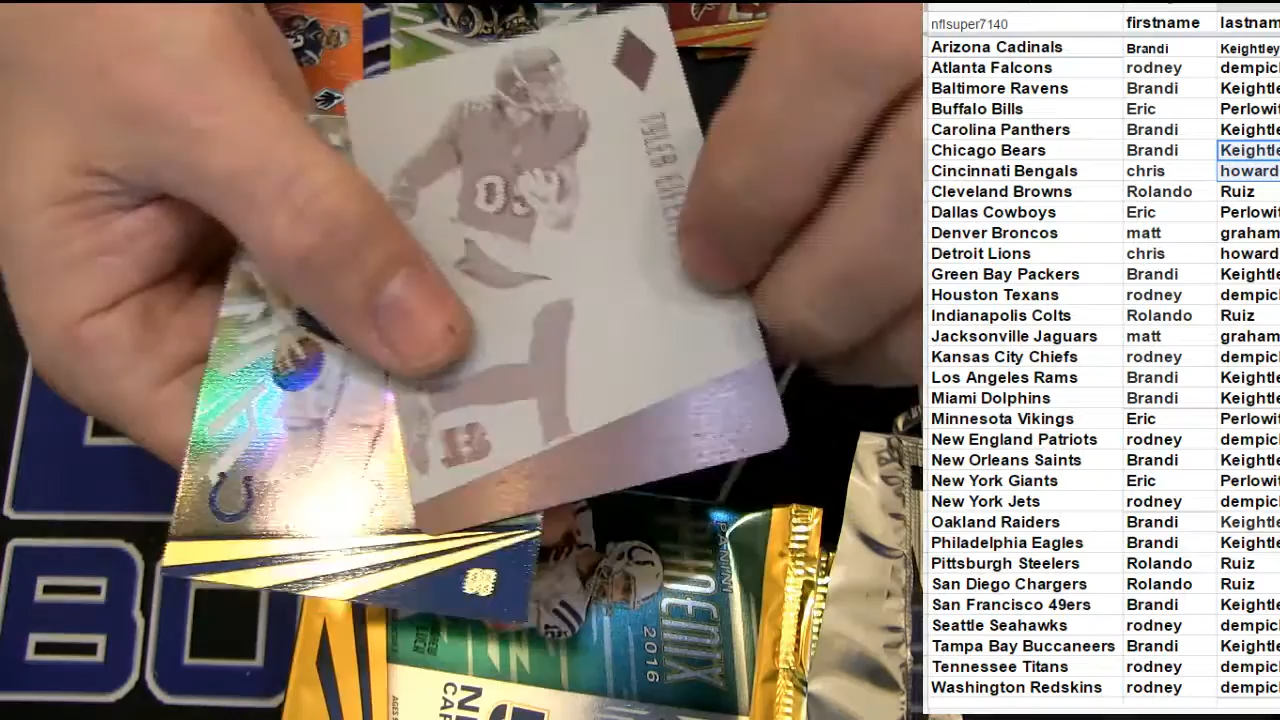 nflsuper7140 firstname lastnam
Arizona Cadinals Brandi Keightley
Atlanta Falcons rodney dempic
Baltimore Ravens Brandi Keightle
Buffalo Bills Eric Perlowi
Carolina Panthers Brandi Keightle
Chicago Bears Brandi Keightle
Cincinnati Bengals chris howard
Cleveland Browns Rolando Ruiz
Dallas Cowboys Eric Perlowi
Denver Broncos matt graham
Detroit Lions chris howard
Green Bay Packers Brandi Keightle
Houston Texans rodney dempic
Indianapolis Colts Rolando Ruiz
Jacksonville Jaguars matt graham
Kansas City Chiefs rodney dempic
Los Angeles Rams Brandi Keightle
Miami Dolphins Brandi Keightle
Minnesota Vikings Eric Perlowi
New England Patriots rodney dempic
New Orleans Saints Brandi Keightle
New York Giants Eric Perlowi
New York Jets rodney dempic
Oakland Raiders Brandi Keightle
Philadelphia Eagles Brandi Keightle
Pittsburgh Steelers Rolando Ruiz
San Diego Chargers Rolando Ruiz
San Francisco 49ers Brandi Keightle
Seattle Seahawks rodney dempic
Tampa Bay Buccaneers Brandi Keightle
Tennessee Titans rodney dempic
Washington Redskins rodney dempic
TYLER
PANINI
2016